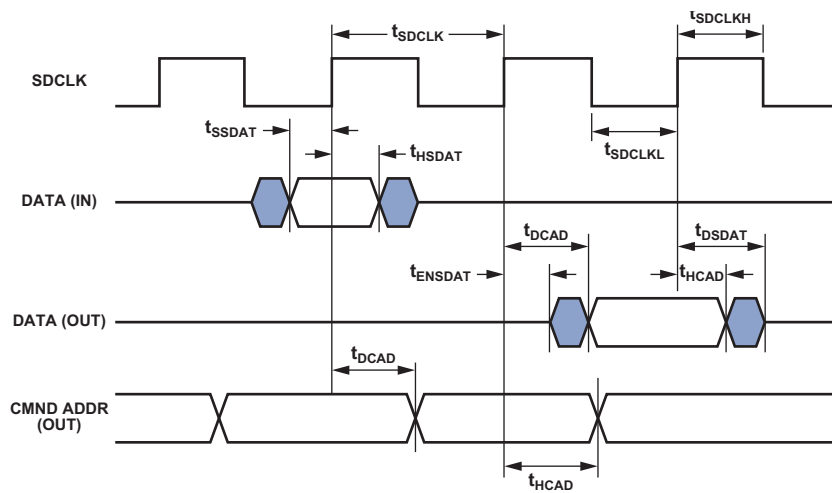 tSDCLK
tSDCLKH
SDCLK
tSSDAT
tHSDAT
tSDCLKL
DATA (IN)
tDCAD
tDSDAT
tENSDAT
tHCAD
DATA (OUT)
tDCAD
CMND ADDR
(OUT)
tHCAD